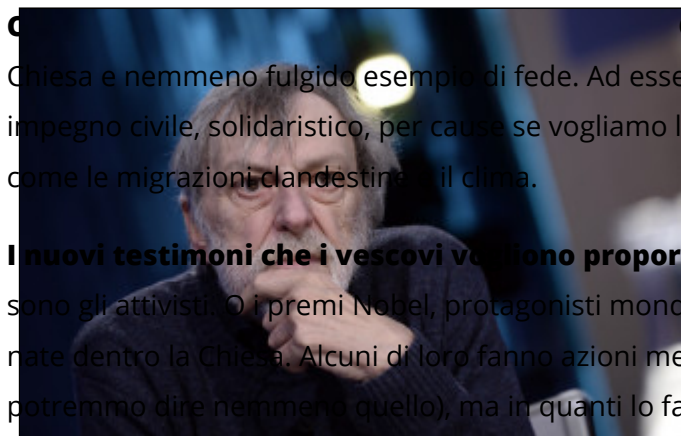 Chiesa e nemmeno fulgido esempio di fede. Ad esse
impegno civile, solidaristico, per cause se vogliamo l
come le migrazioni clandestine e il clima.
I nuovi testimoni che i vescovi vogliono propor
sono gli attivisti. O i premi Nobel, protagonisti mond
nate dentro la Chiesa. Alcuni di loro fanno azioni me
potremmo dire nemmeno quello), ma in quanti lo fa